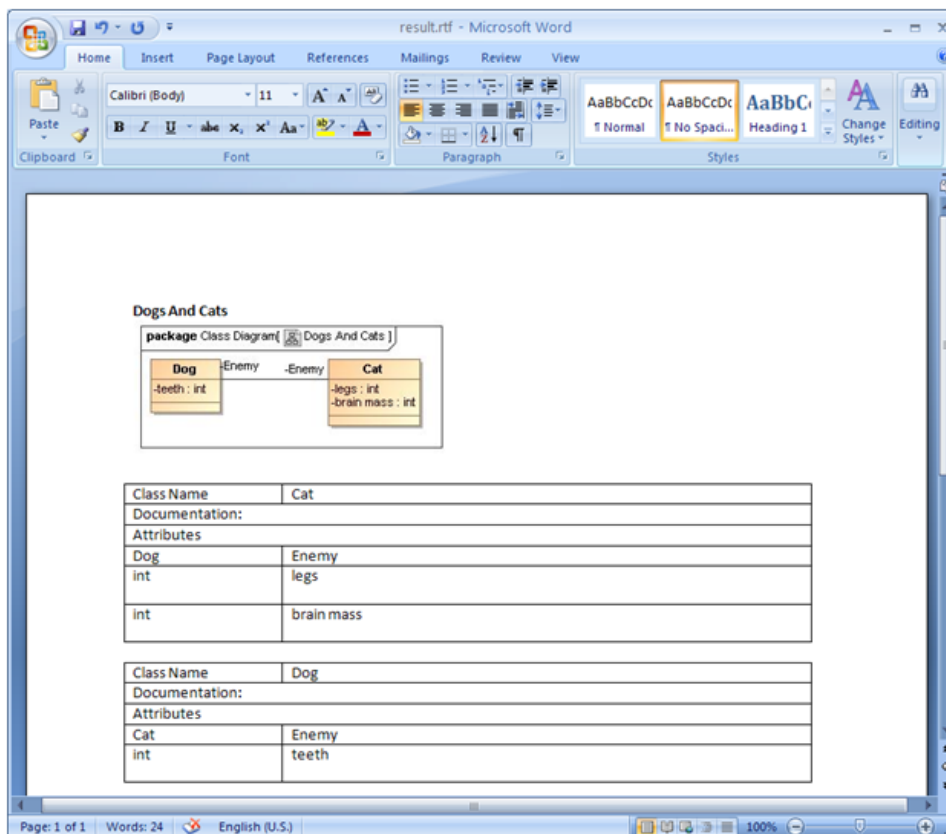 result.rtf - Microsoft Word
Home Insert Page Layout References Mailings Review View
Paste
Calibri (Body) 11
B I U abc x₂ x² Aa
AaBbCcDc AaBbCcDc AaBbC
¶ Normal ¶ No Spaci... Heading 1
Change Styles
Editing
Clipboard Font Paragraph Styles
Dogs And Cats
package Class Diagram[ Dogs And Cats ]
Dog -Enemy -Enemy Cat
-teeth : int -legs : int
-brain mass : int
Class Name Cat
Documentation:
Attributes
Dog Enemy
int legs
int brain mass
Class Name Dog
Documentation:
Attributes
Cat Enemy
int teeth
Page: 1 of 1 Words: 24 English (U.S.) 100%